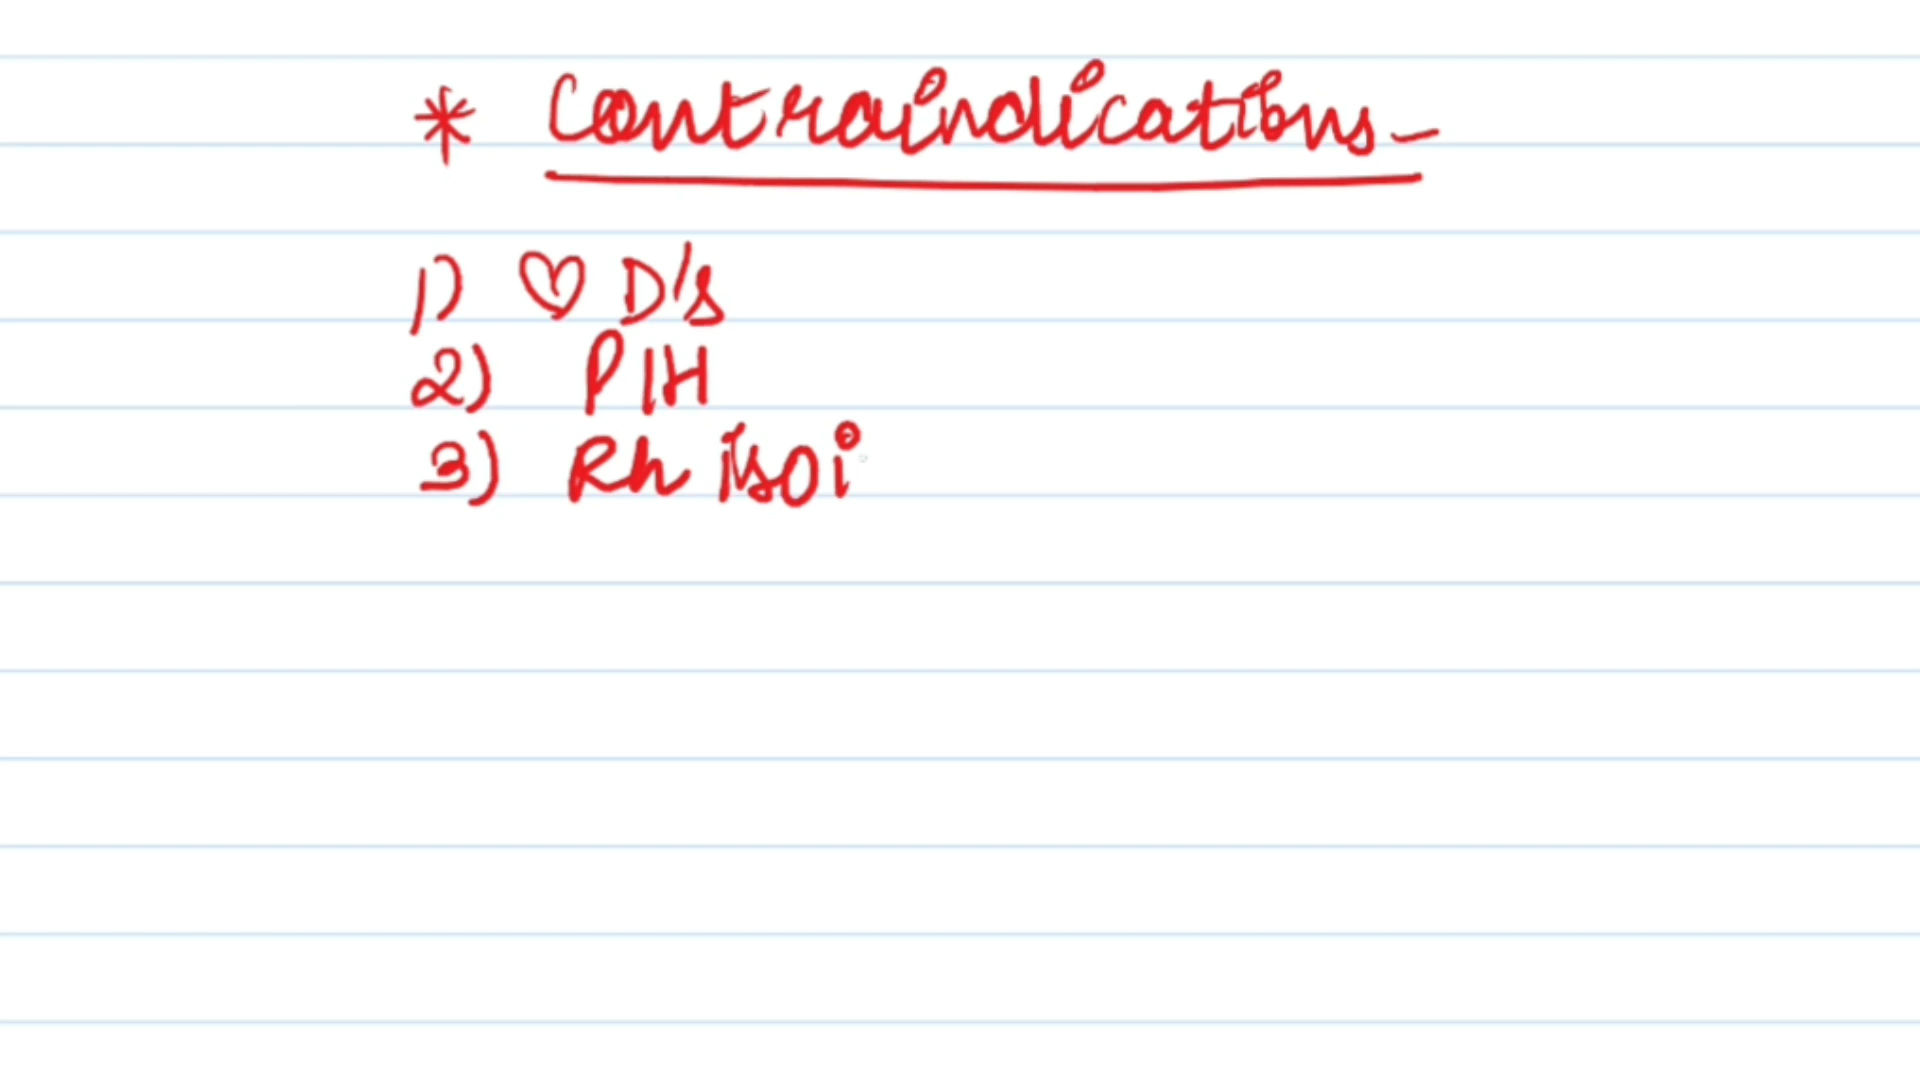 * Contraindications -
1) ♡ D/s
2) PIH
3) Rh isoi